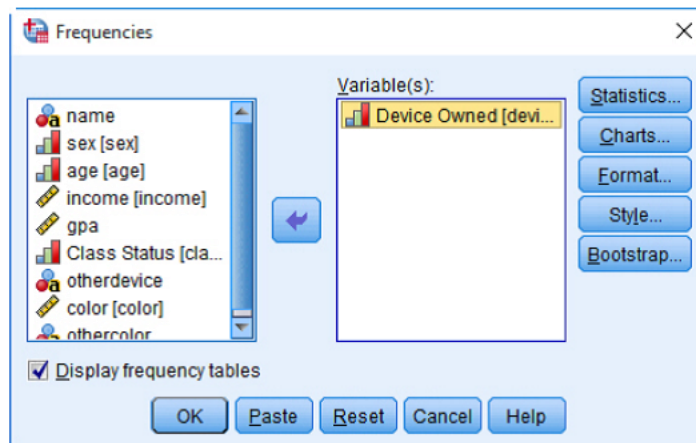 Frequencies
Variable(s):
name
sex [sex]
age [age]
income [income]
gpa
Class Status [cla...
otherdevice
color [color]
othercolor
Device Owned [devi...
Statistics...
Charts...
Format...
Style...
Bootstrap...
Display frequency tables
OK
Paste
Reset
Cancel
Help